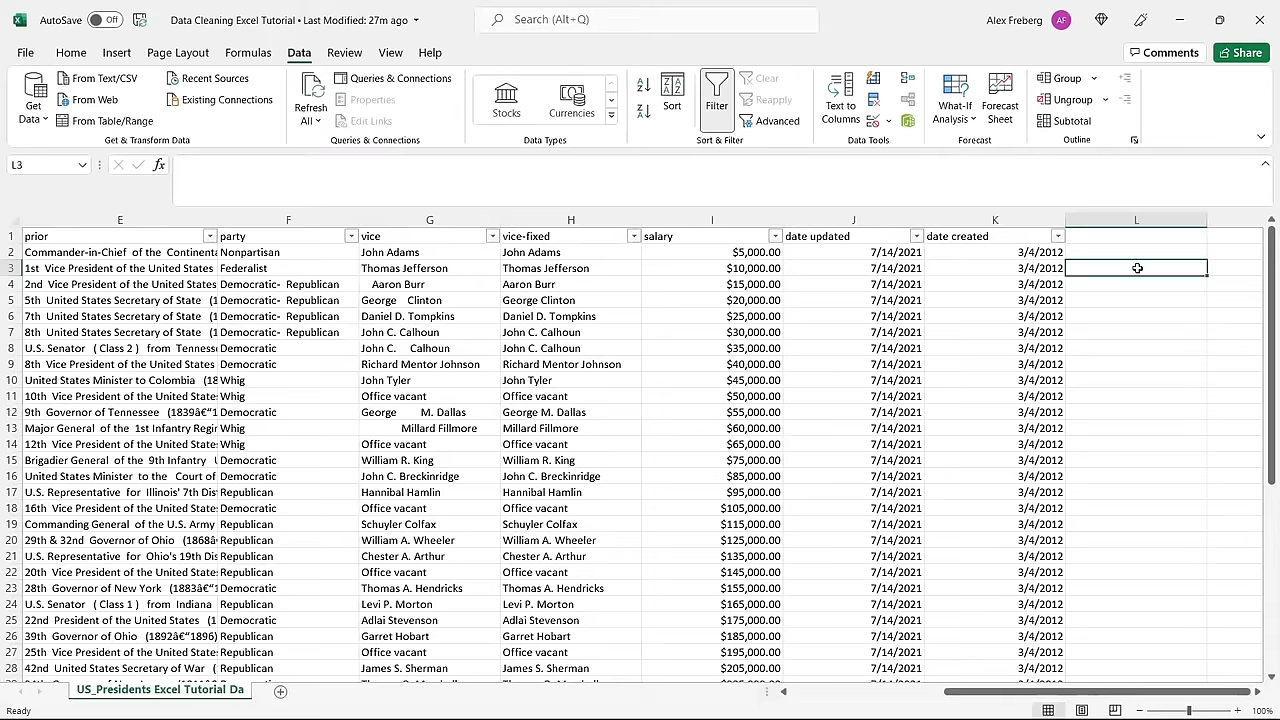 AutoSave Off Data Cleaning Excel Tutorial • Last Modified: 27m ago Search (Alt+Q) Alex Freberg AF
File Home Insert Page Layout Formulas Data Review View Help Comments Share
Get Data From Text/CSV From Web From Table/Range Recent Sources Existing Connections
Refresh All Queries & Connections Properties Edit Links
Stocks Currencies
Sort Filter Clear Reapply Advanced
Text to Columns
What-If Analysis Forecast Sheet
Group Ungroup Subtotal
Get & Transform Data Queries & Connections Data Types Sort & Filter Data Tools Forecast Outline
L3 fx
E F G H I J K L
1 prior party vice vice-fixed salary date updated date created
2 Commander-in-Chief of the Continenta Nonpartisan John Adams John Adams $5,000.00 7/14/2021 3/4/2012
3 1st Vice President of the United States Federalist Thomas Jefferson Thomas Jefferson $10,000.00 7/14/2021 3/4/2012
4 2nd Vice President of the United States Democratic- Republican Aaron Burr Aaron Burr $15,000.00 7/14/2021 3/4/2012
5 5th United States Secretary of State (1 Democratic- Republican George Clinton George Clinton $20,000.00 7/14/2021 3/4/2012
6 7th United States Secretary of State (1 Democratic- Republican Daniel D. Tompkins Daniel D. Tompkins $25,000.00 7/14/2021 3/4/2012
7 8th United States Secretary of State (1 Democratic- Republican John C. Calhoun John C. Calhoun $30,000.00 7/14/2021 3/4/2012
8 U.S. Senator ( Class 2 ) from Tenness Democratic John C. Calhoun John C. Calhoun $35,000.00 7/14/2021 3/4/2012
9 8th Vice President of the United States Democratic Richard Mentor Johnson Richard Mentor Johnson $40,000.00 7/14/2021 3/4/2012
10 United States Minister to Colombia (18 Whig John Tyler John Tyler $45,000.00 7/14/2021 3/4/2012
11 10th Vice President of the United State Whig Office vacant Office vacant $50,000.00 7/14/2021 3/4/2012
12 9th Governor of Tennessee (1839â€“1 Democratic George M. Dallas George M. Dallas $55,000.00 7/14/2021 3/4/2012
13 Major General of the 1st Infantry Regir Whig Millard Fillmore Millard Fillmore $60,000.00 7/14/2021 3/4/2012
14 12th Vice President of the United State Whig Office vacant Office vacant $65,000.00 7/14/2021 3/4/2012
15 Brigadier General of the 9th Infantry Democratic William R. King William R. King $75,000.00 7/14/2021 3/4/2012
16 United States Minister to the Court of Democratic John C. Breckinridge John C. Breckinridge $85,000.00 7/14/2021 3/4/2012
17 U.S. Representative for Illinois' 7th Dis Republican Hannibal Hamlin Hannibal Hamlin $95,000.00 7/14/2021 3/4/2012
18 16th Vice President of the United State Democratic Office vacant Office vacant $105,000.00 7/14/2021 3/4/2012
19 Commanding General of the U.S. Army Republican Schuyler Colfax Schuyler Colfax $115,000.00 7/14/2021 3/4/2012
20 29th & 32nd Governor of Ohio (1868â Republican William A. Wheeler William A. Wheeler $125,000.00 7/14/2021 3/4/2012
21 U.S. Representative for Ohio's 19th Dis Republican Chester A. Arthur Chester A. Arthur $135,000.00 7/14/2021 3/4/2012
22 20th Vice President of the United State Republican Office vacant Office vacant $145,000.00 7/14/2021 3/4/2012
23 28th Governor of New York (1883â€“1 Democratic Thomas A. Hendricks Thomas A. Hendricks $155,000.00 7/14/2021 3/4/2012
24 U.S. Senator ( Class 1 ) from Indiana Republican Levi P. Morton Levi P. Morton $165,000.00 7/14/2021 3/4/2012
25 22nd President of the United States (1 Democratic Adlai Stevenson Adlai Stevenson $175,000.00 7/14/2021 3/4/2012
26 39th Governor of Ohio (1892â€“1896) Republican Garret Hobart Garret Hobart $185,000.00 7/14/2021 3/4/2012
27 25th Vice President of the United State Republican Office vacant Office vacant $195,000.00 7/14/2021 3/4/2012
28 42nd United States Secretary of War ( Republican James S. Sherman James S. Sherman $205,000.00 7/14/2021 3/4/2012
US_Presidents Excel Tutorial Da
Ready 100%